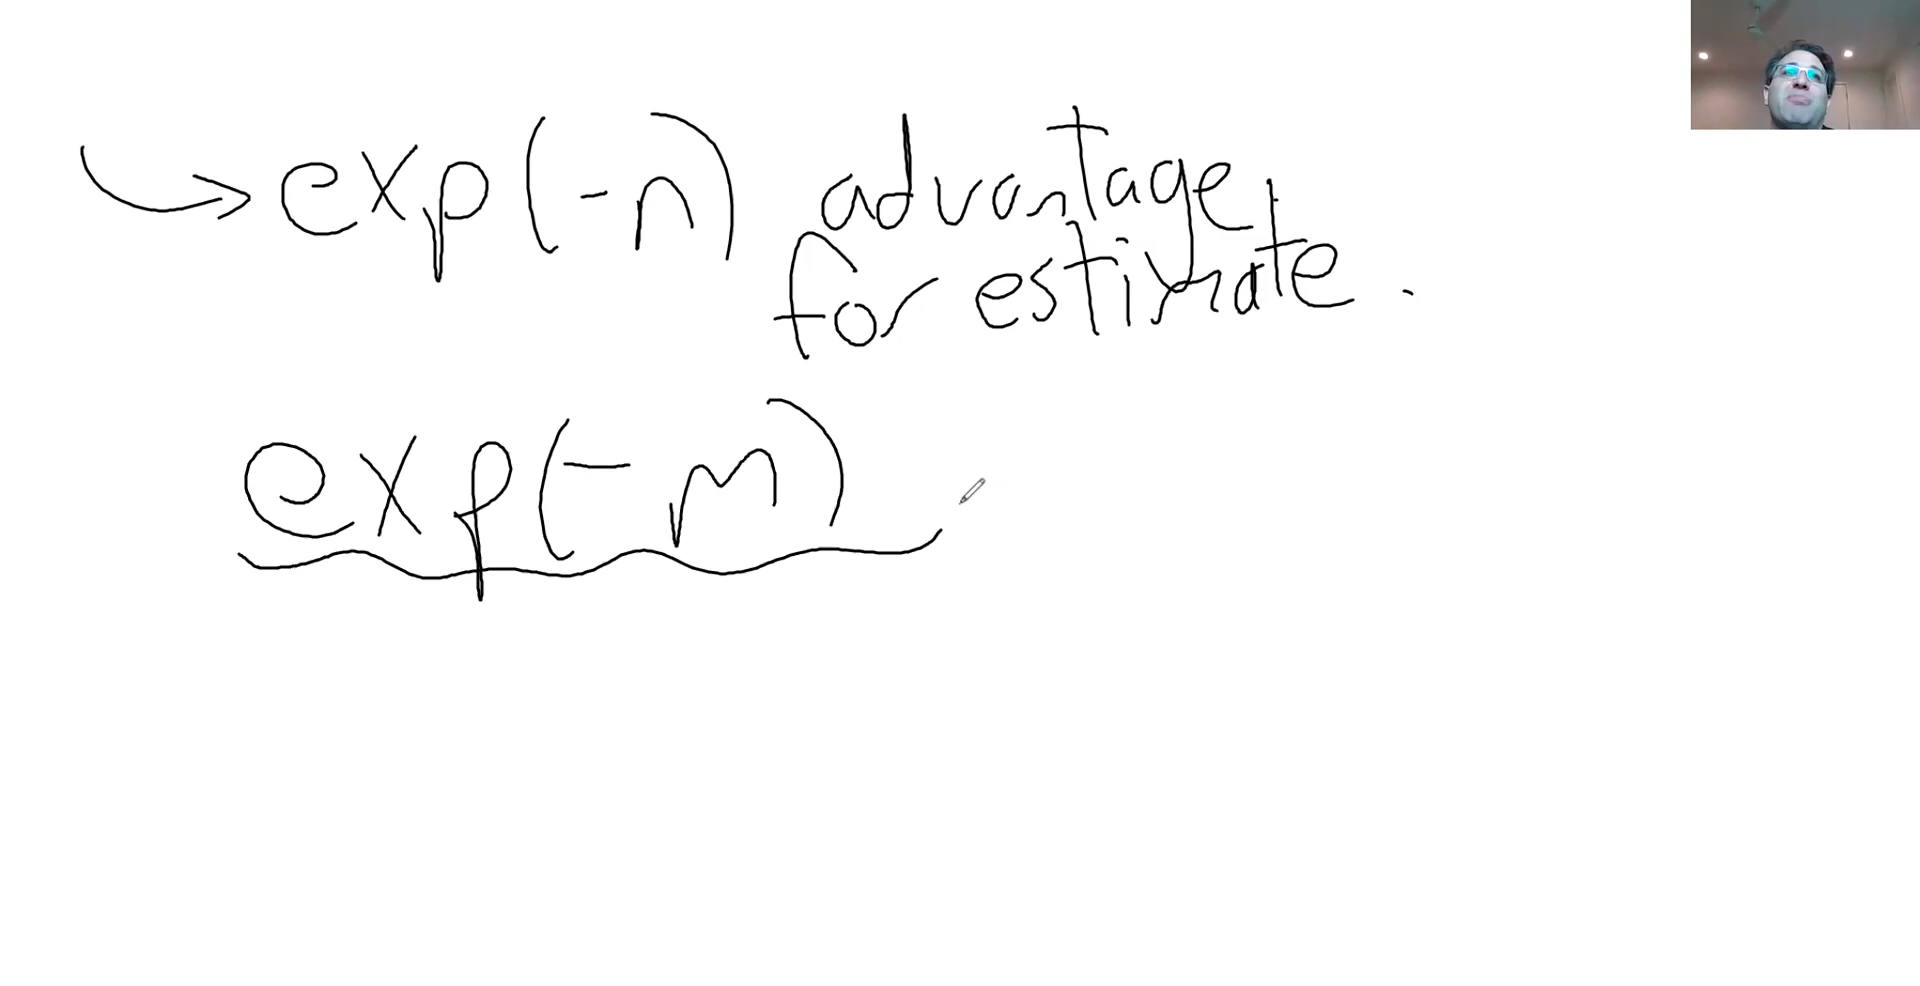 → exp(-n) advantage
for estimate.
exp(-m)